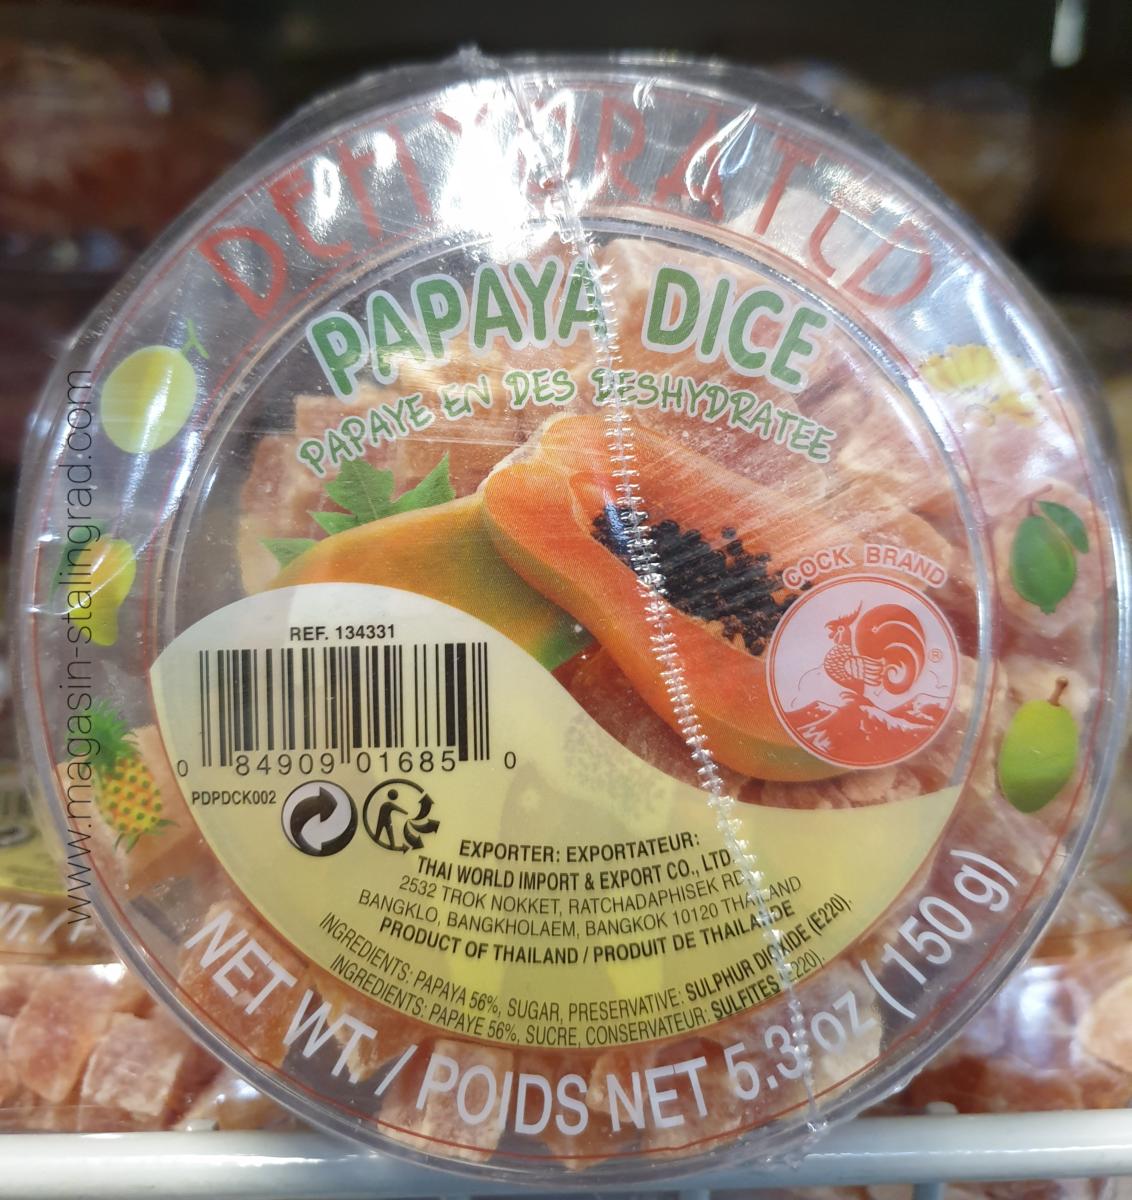 DEHYDRATED
PAPAYA DICE
PAPAYE EN DES DESHYDRATEE
COCK BRAND
®
REF. 134331
0 84909 01685 0
PDPDCK002
EXPORTER: EXPORTATEUR:
THAI WORLD IMPORT & EXPORT CO., LTD.
2532 TROK NOKKET, RATCHADAPHISEK RD.,
BANGKLO, BANGKHOLAEM, BANGKOK 10120 THAILAND
PRODUCT OF THAILAND / PRODUIT DE THAILANDE
INGREDIENTS: PAPAYA 56%, SUGAR, PRESERVATIVE: SULPHUR DIOXIDE (E220).
INGREDIENTS: PAPAYE 56%, SUCRE, CONSERVATEUR: SULFITES (E220).
NET WT. / POIDS NET 5.3 oz (150 g)
www.magasin-stalingrad.com